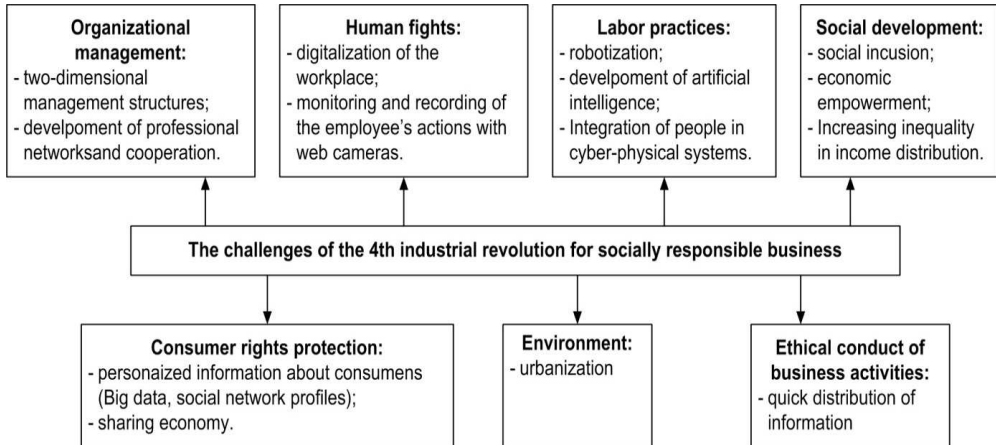 Organizational
management:
- two-dimensional
management structures;
- develpoment of professional
networksand cooperation.
Human fights:
- digitalization of the
workplace;
- monitoring and recording of
the employee's actions with
web cameras.
Labor practices:
- robotization;
- develpoment of artificial
intelligence;
- Integration of people in
cyber-physical systems.
Social development:
- social incusion;
- economic
empowerment;
- Increasing inequality
in income distribution.
The challenges of the 4th industrial revolution for socially responsible business
Consumer rights protection:
- personaized information about consumens
(Big data, social network profiles);
- sharing economy.
Environment:
- urbanization
Ethical conduct of
business activities:
- quick distribution of
information